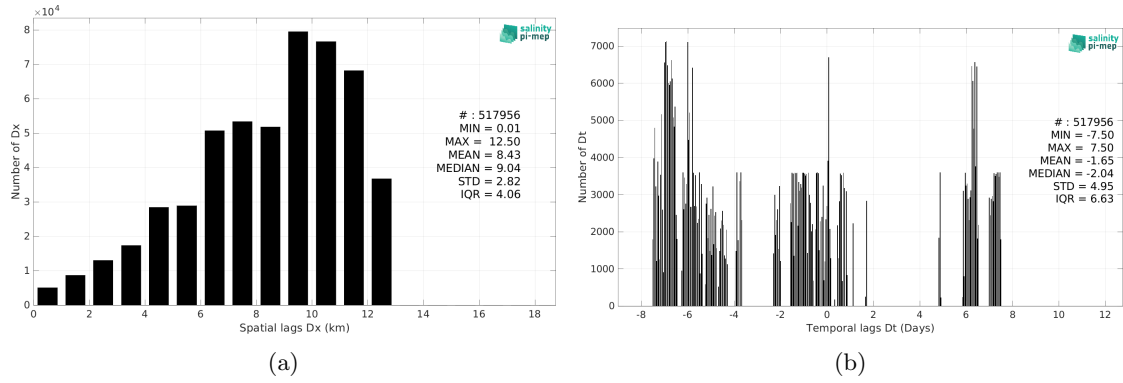 ×10⁴
8
7
6
5
4
3
2
1
0
Number of Dx
0 2 4 6 8 10 12 14 16 18
Spatial lags Dx (km)
salinity
pi-mep
# : 517956
MIN = 0.01
MAX = 12.50
MEAN = 8.43
MEDIAN = 9.04
STD = 2.82
IQR = 4.06
(a)
7000
6000
5000
4000
3000
2000
1000
0
Number of Dt
-8 -6 -4 -2 0 2 4 6 8 10 12
Temporal lags Dt (Days)
salinity
pi-mep
# : 517956
MIN = -7.50
MAX = 7.50
MEAN = -1.65
MEDIAN = -2.04
STD = 4.95
IQR = 6.63
(b)